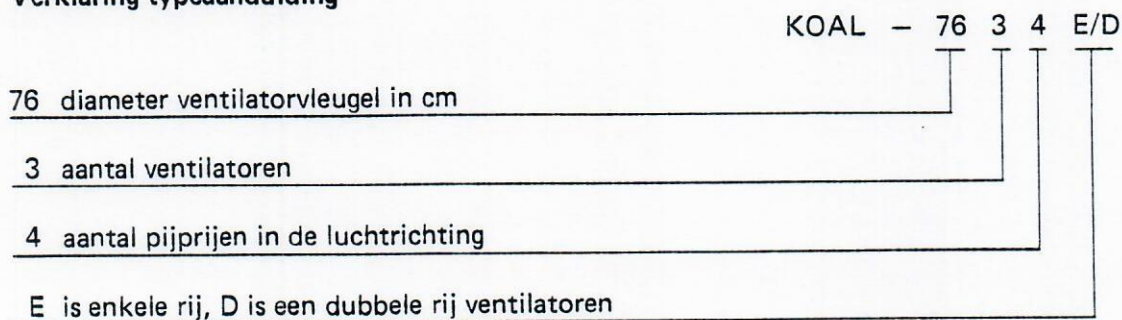 Verklaring typeaanduiding
KOAL – 76 3 4 E/D
76 diameter ventilatorvleugel in cm
3 aantal ventilatoren
4 aantal pijprijen in de luchtrichting
E is enkele rij, D is een dubbele rij ventilatoren